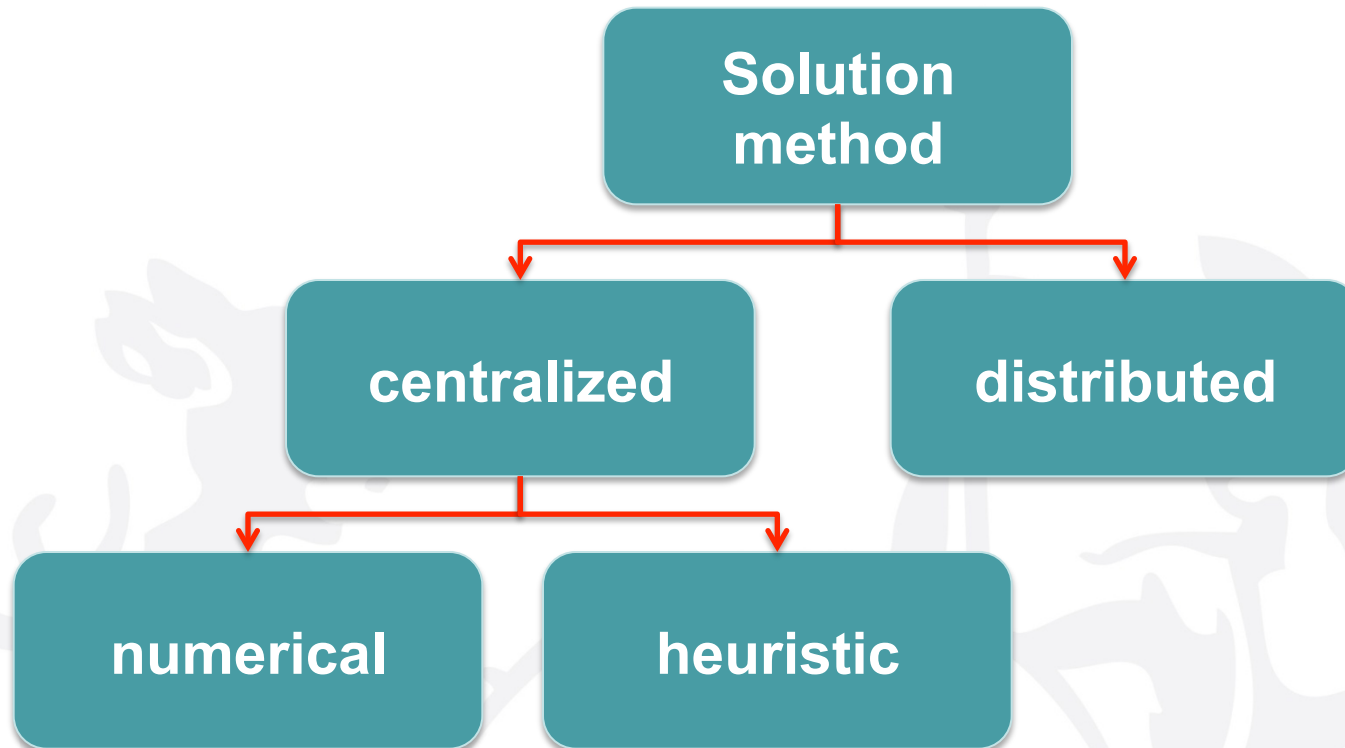 Solution
method
centralized
distributed
numerical
heuristic